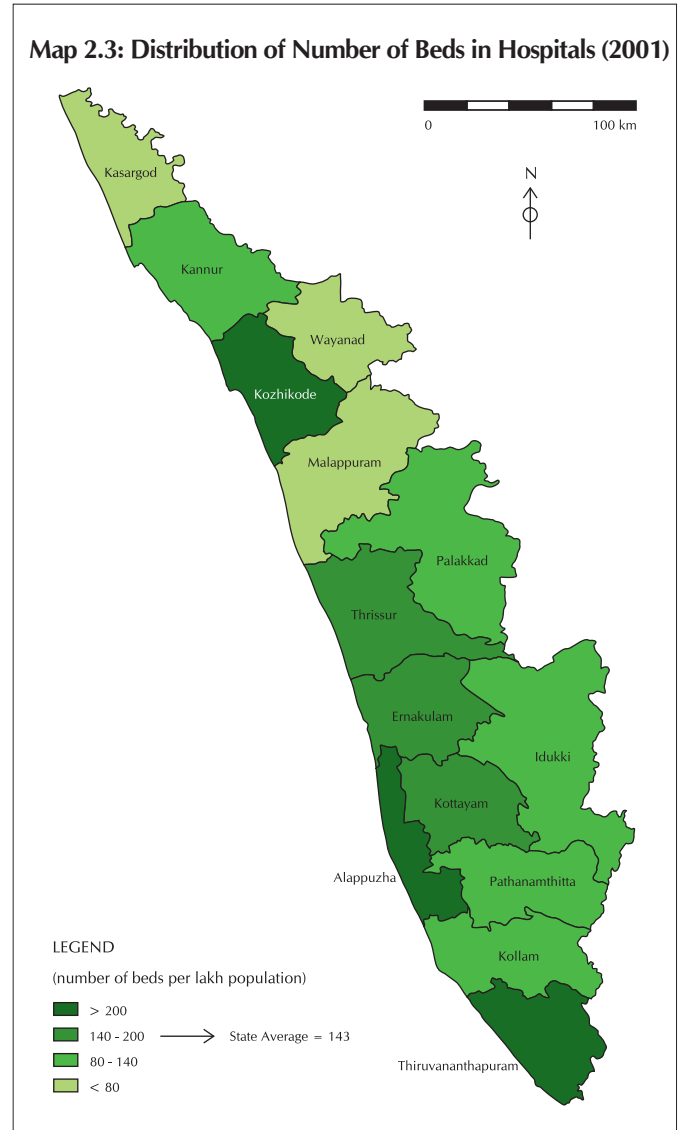 Map 2.3: Distribution of Number of Beds in Hospitals (2001)
0 100 km
N
Kasargod
Kannur
Wayanad
Kozhikode
Malappuram
Palakkad
Thrissur
Ernakulam
Idukki
Kottayam
Alappuzha
Pathanamthitta
Kollam
Thiruvananthapuram
LEGEND
(number of beds per lakh population)
> 200
140 - 200 State Average = 143
80 - 140
< 80